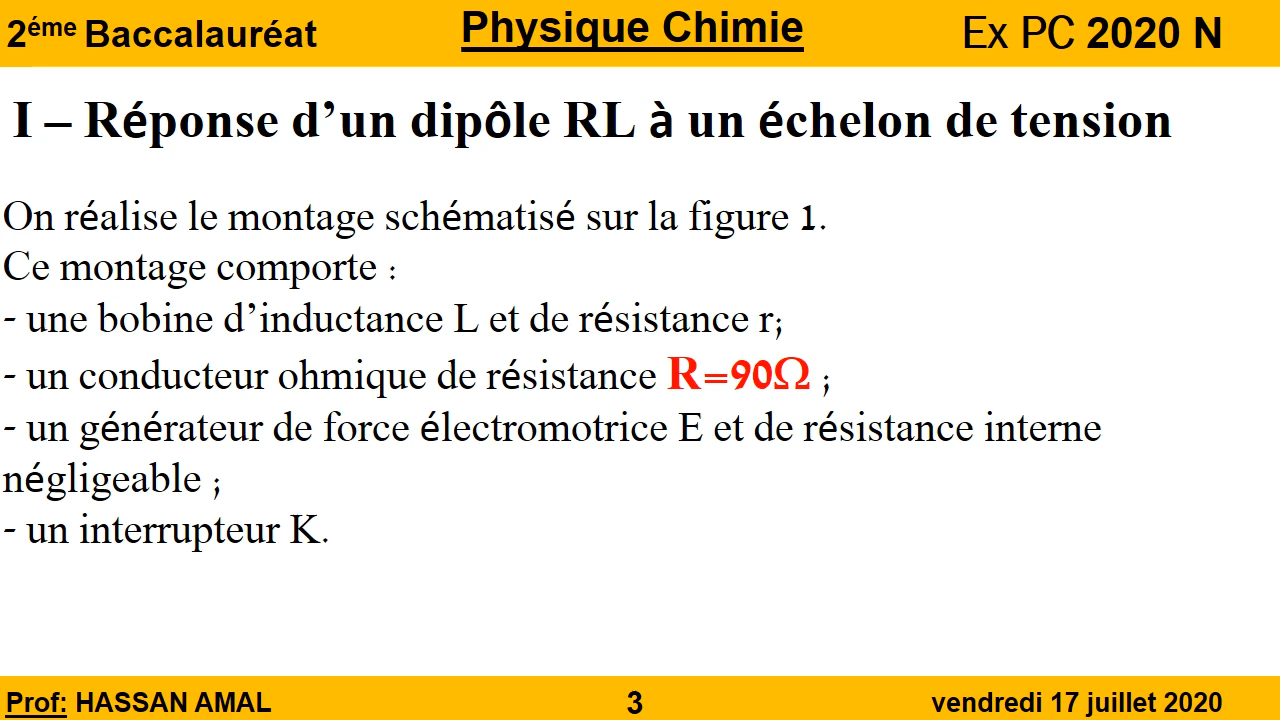 2éme Baccalauréat
Physique Chimie
Ex PC 2020 N
I – Réponse d’un dipôle RL à un échelon de tension
On réalise le montage schématisé sur la figure 1.
Ce montage comporte :
- une bobine d’inductance L et de résistance r;
- un conducteur ohmique de résistance R=90Ω ;
- un générateur de force électromotrice E et de résistance interne
négligeable ;
- un interrupteur K.
Prof: HASSAN AMAL
3
vendredi 17 juillet 2020